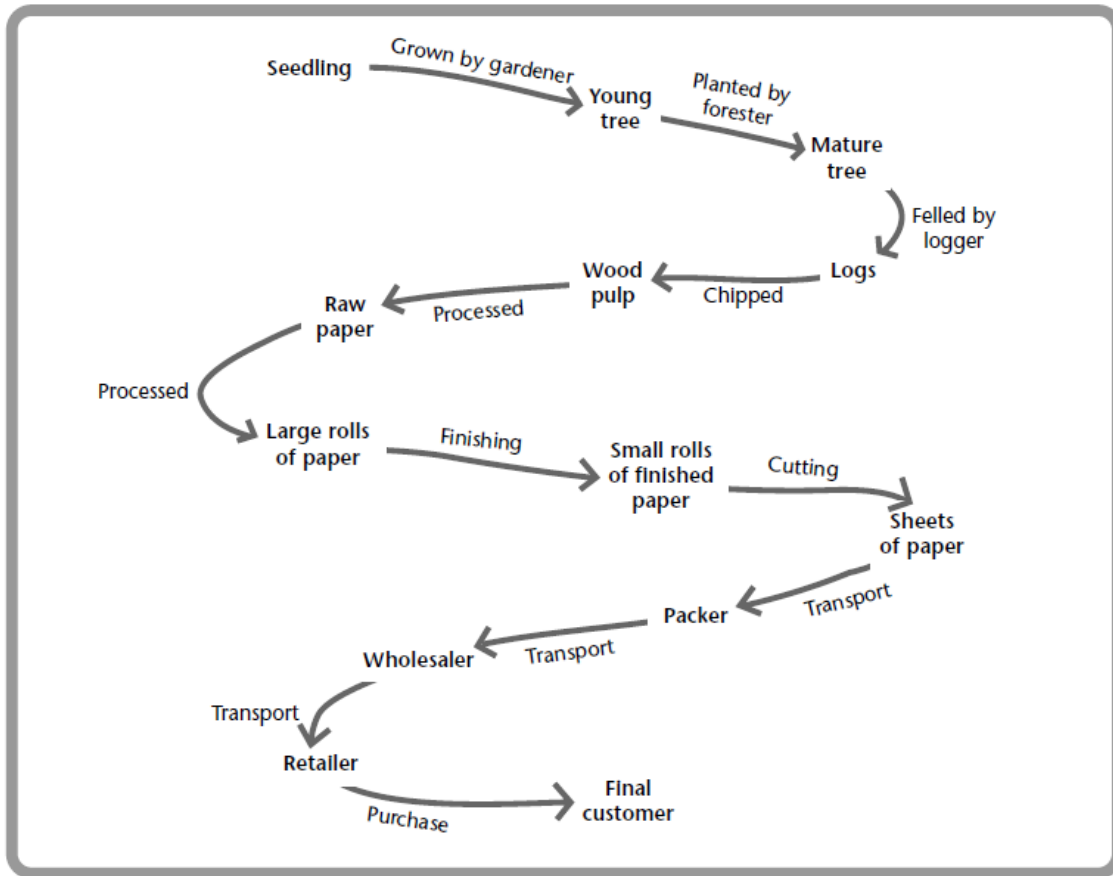 Seedling
Grown by gardener
Young
tree
Planted by
forester
Mature
tree
Felled by
logger
Logs
Chipped
Wood
pulp
Processed
Raw
paper
Processed
Large rolls
of paper
Finishing
Small rolls
of finished
paper
Cutting
Sheets
of paper
Transport
Packer
Transport
Wholesaler
Transport
Retailer
Purchase
Final
customer